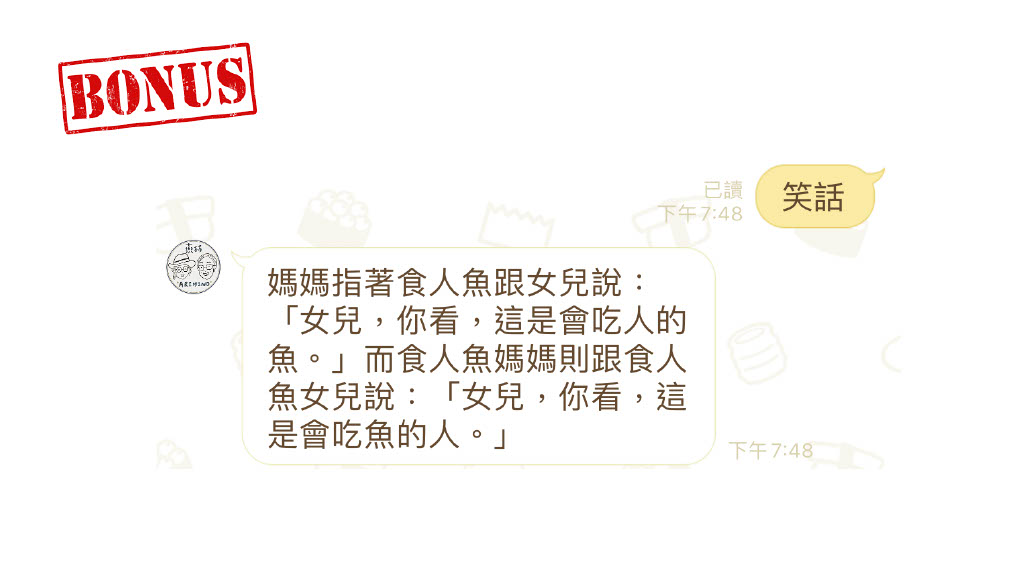 BONUS
笑話
已讀
下午7:48
媽媽指著食人魚跟女兒說：
「女兒，你看，這是會吃人的
魚。」而食人魚媽媽則跟食人
魚女兒說：「女兒，你看，這
是會吃魚的人。」
下午7:48